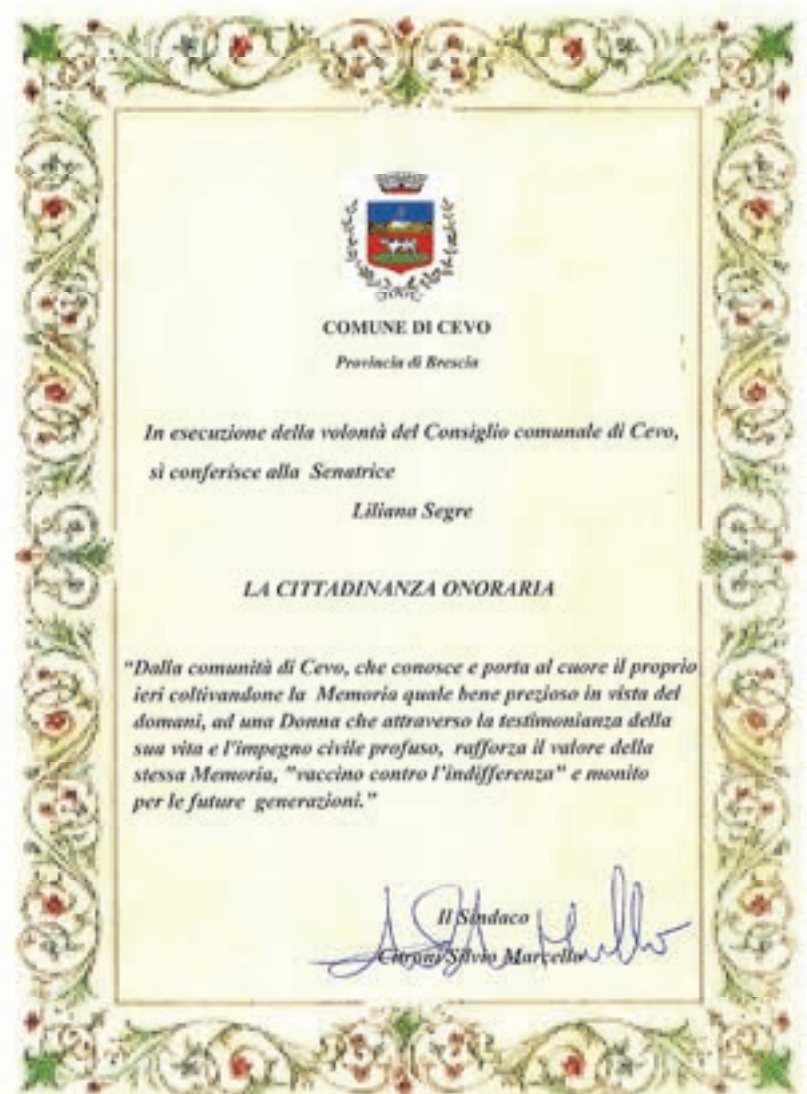 COMUNE DI CEVO
Provincia di Brescia
In esecuzione della volontà del Consiglio comunale di Cevo,
sì conferisce alla Senatrice
Liliana Segre
LA CITTADINANZA ONORARIA
"Dalla comunità di Cevo, che conosce e porta al cuore il proprio
ieri coltivandone la Memoria quale bene prezioso in vista del
domani, ad una Donna che attraverso la testimonianza della
sua vita e l'impegno civile profuso, rafforza il valore della
stessa Memoria, "vaccino contro l'indifferenza" e monito
per le future generazioni."
Il Sindaco
Citroni Silvio Marcello